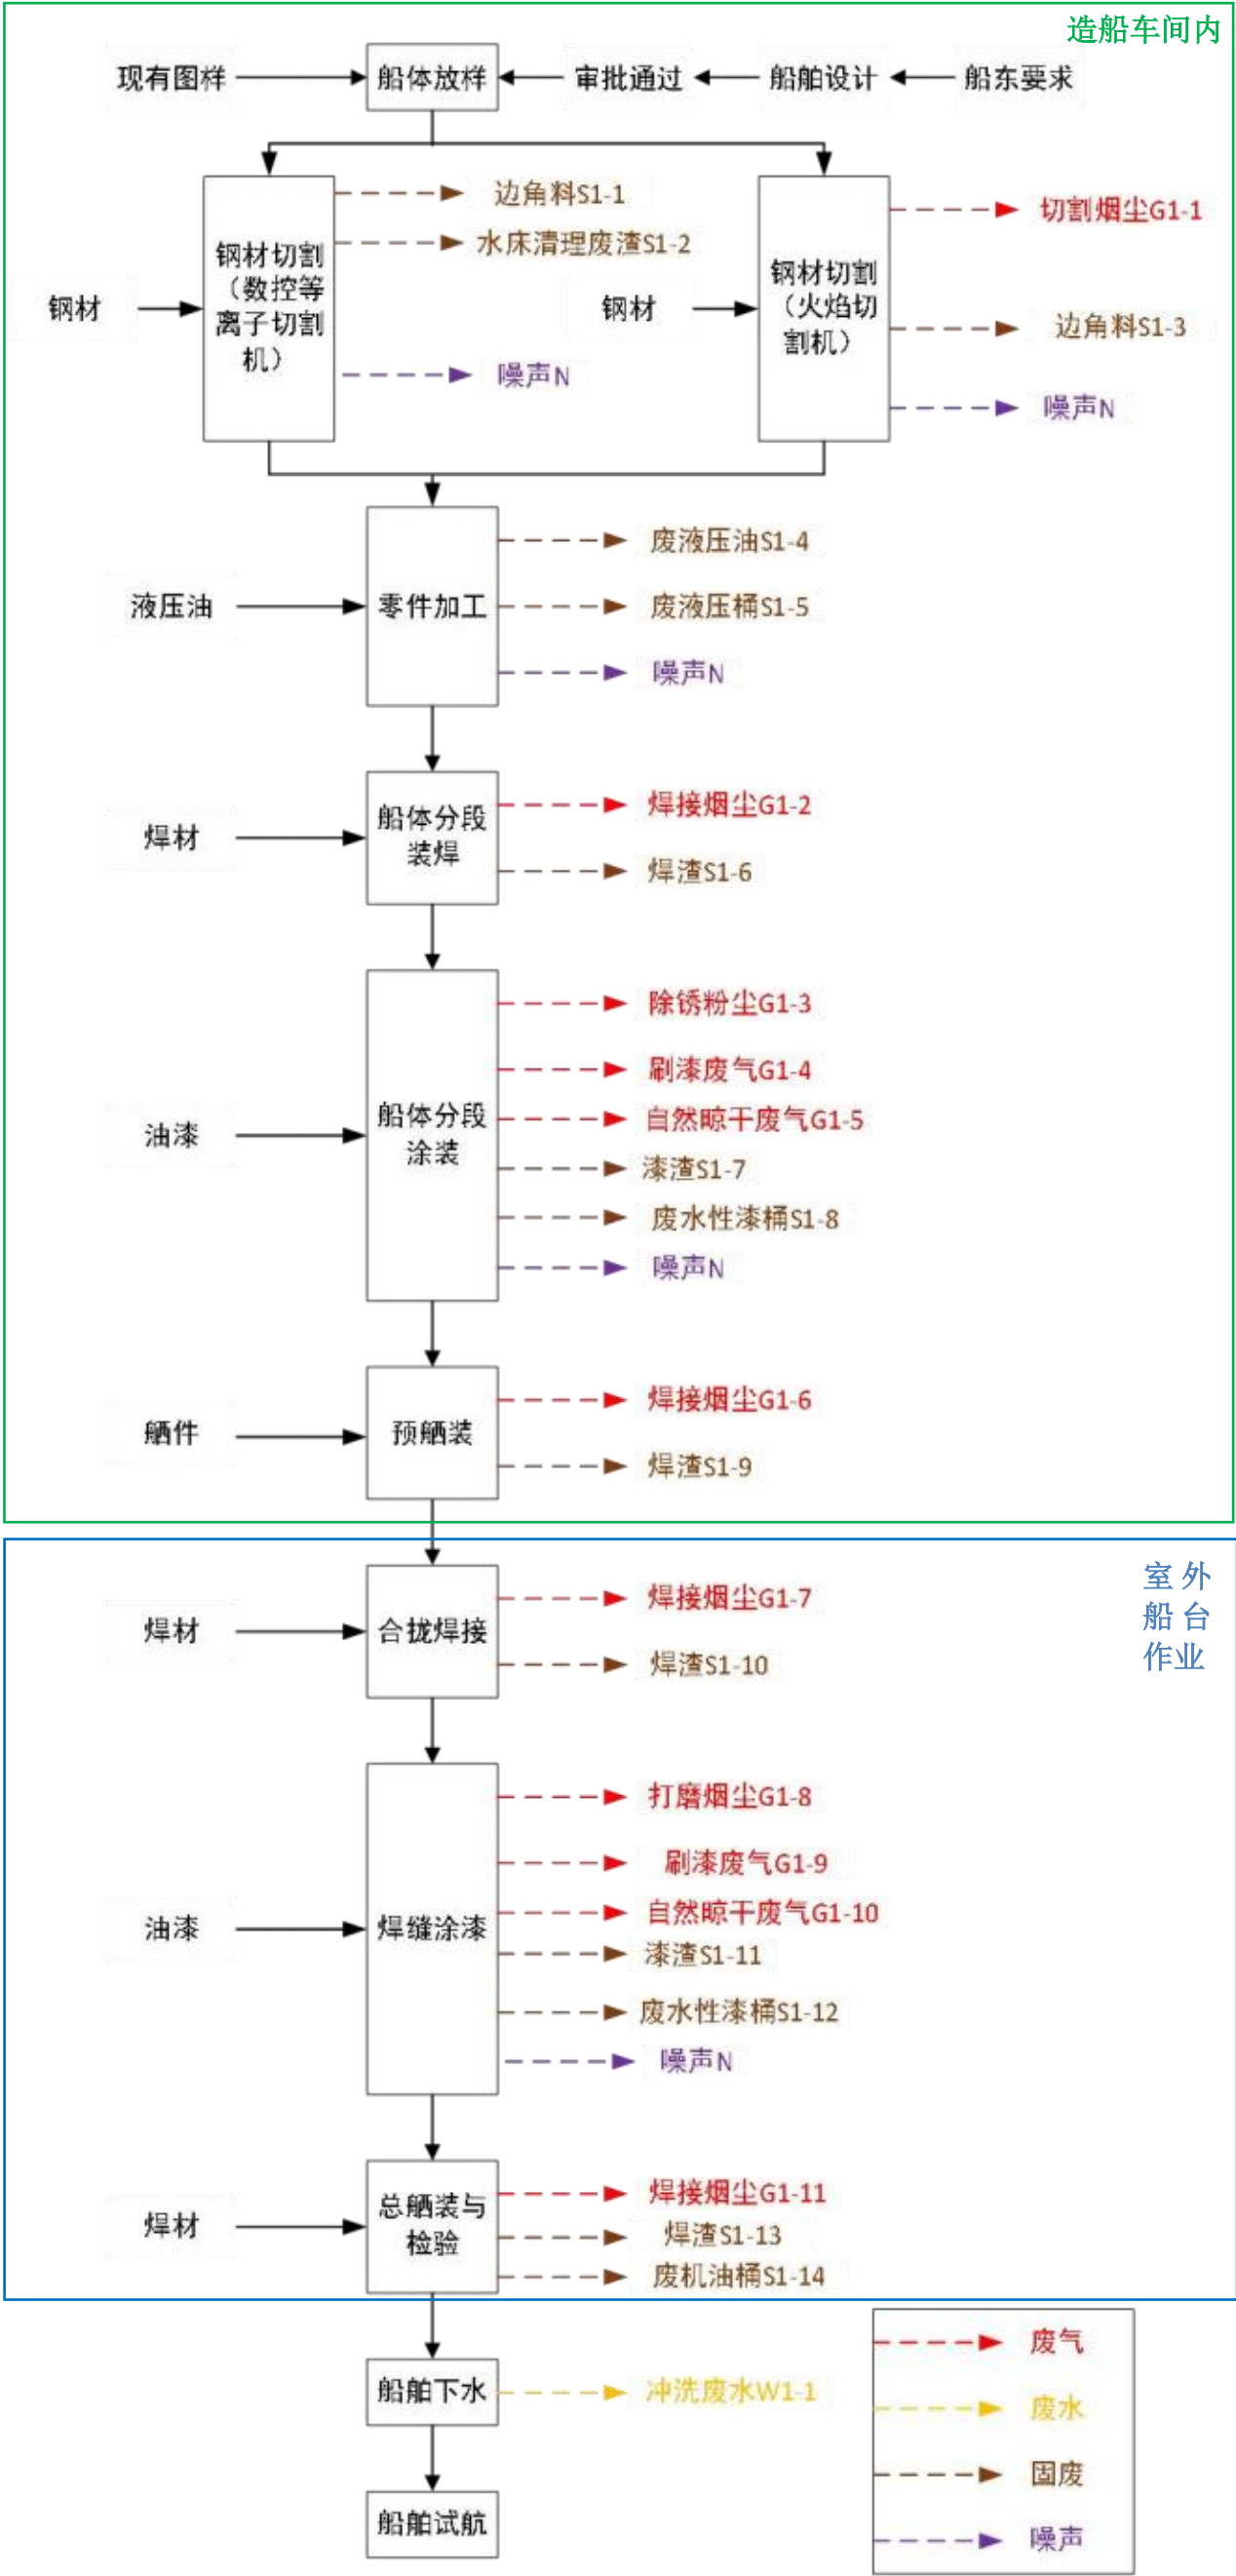 造船车间内
现有图样
船体放样
审批通过
船舶设计
船东要求
钢材
钢材切割
（数控等
离子切割
机）
边角料S1-1
水床清理废渣S1-2
噪声N
钢材
钢材切割
（火焰切
割机）
切割烟尘G1-1
边角料S1-3
噪声N
液压油
零件加工
废液压油S1-4
废液压桶S1-5
噪声N
焊材
船体分段
装焊
焊接烟尘G1-2
焊渣S1-6
油漆
船体分段
涂装
除锈粉尘G1-3
刷漆废气G1-4
自然晾干废气G1-5
漆渣S1-7
废水性漆桶S1-8
噪声N
舾件
预舾装
焊接烟尘G1-6
焊渣S1-9
室外
船台
作业
焊材
合拢焊接
焊接烟尘G1-7
焊渣S1-10
油漆
焊缝涂漆
打磨烟尘G1-8
刷漆废气G1-9
自然晾干废气G1-10
漆渣S1-11
废水性漆桶S1-12
噪声N
焊材
总舾装与
检验
焊接烟尘G1-11
焊渣S1-13
废机油桶S1-14
船舶下水
冲洗废水W1-1
船舶试航
废气
废水
固废
噪声